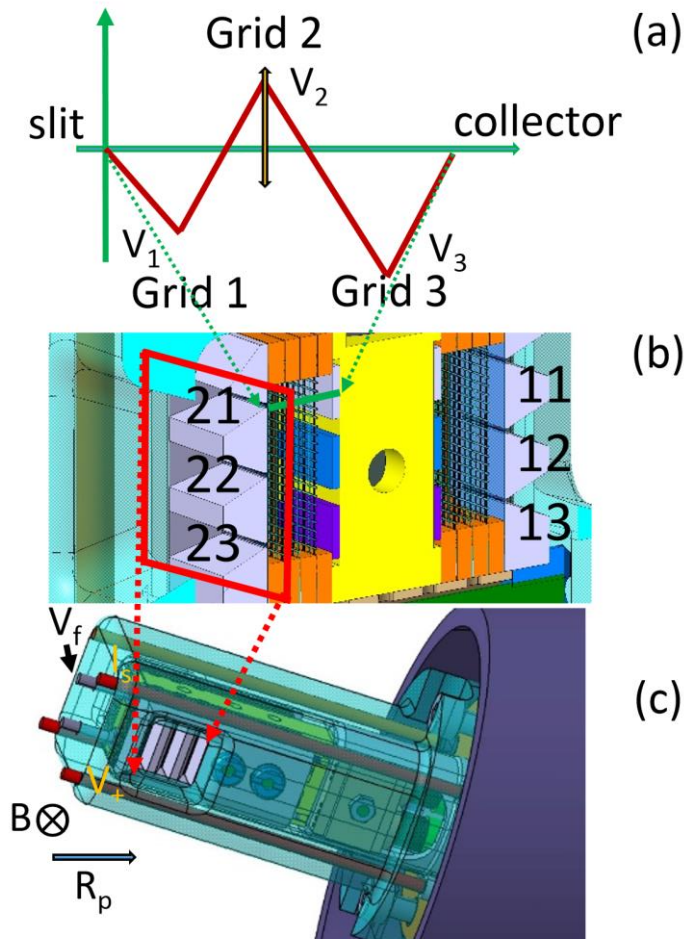 (a)
Grid 2
V2
slit
collector
V1
V3
Grid 1
Grid 3
(b)
21
11
22
12
23
13
Vf
Is
(c)
V+
B
Rp